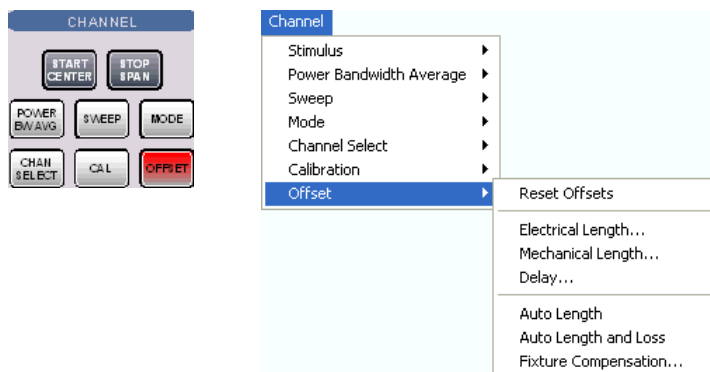 CHANNEL
START
CENTER
STOP
SPAN
POWER
BW AVG
SWEEP
MODE
CHAN
SELECT
CAL
OFFSET
Channel
Stimulus
Power Bandwidth Average
Sweep
Mode
Channel Select
Calibration
Offset
Reset Offsets
Electrical Length...
Mechanical Length...
Delay...
Auto Length
Auto Length and Loss
Fixture Compensation...